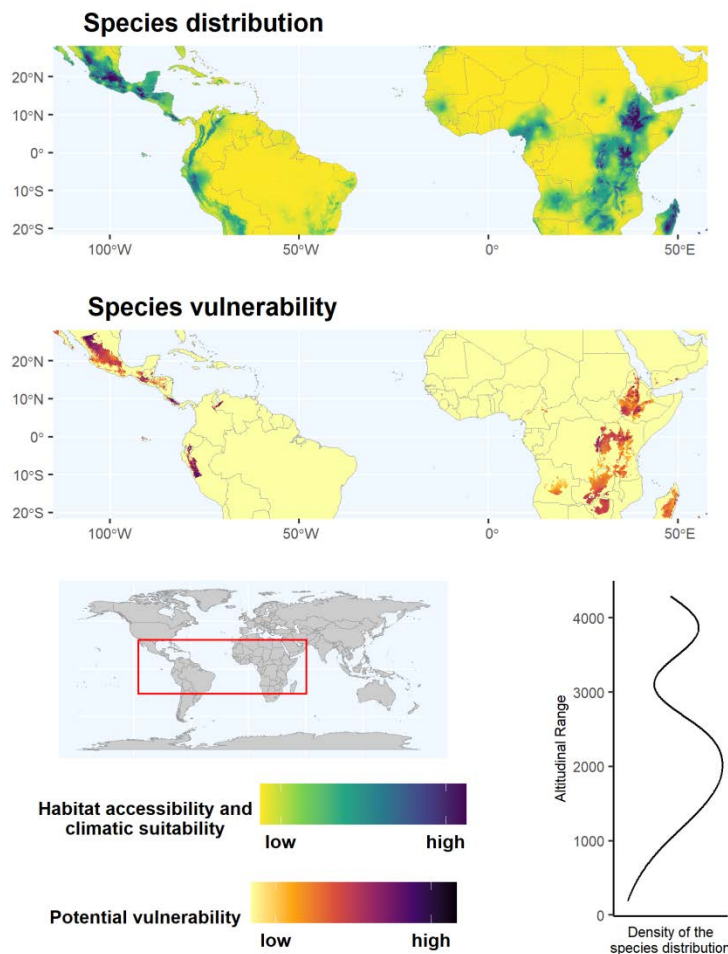 Species distribution
20°N
10°N
0°
10°S
20°S
100°W
50°W
0°
50°E
Species vulnerability
20°N
10°N
0°
10°S
20°S
100°W
50°W
0°
50°E
Habitat accessibility and
climatic suitability
low
high
Potential vulnerability
low
high
Altitudinal Range
4000
3000
2000
1000
0
Density of the
species distribution